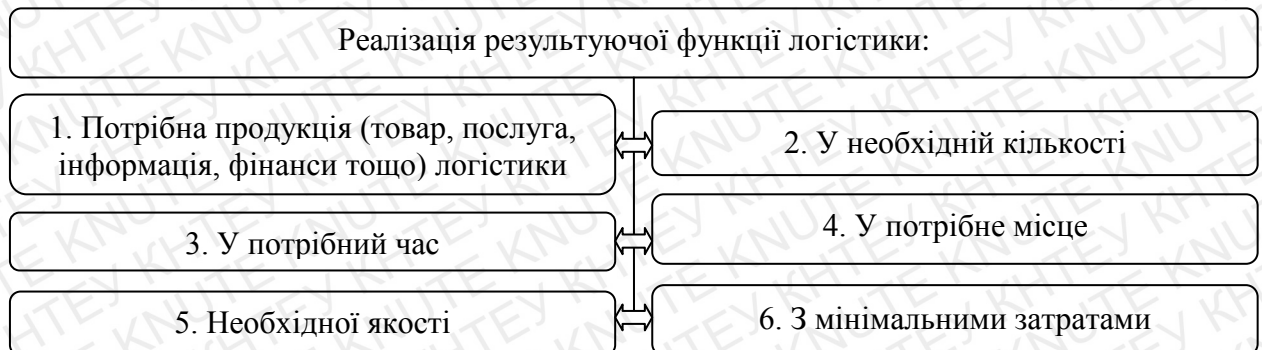 Реалізація результуючої функції логістики:
1. Потрібна продукція (товар, послуга,
інформація, фінанси тощо) логістики
2. У необхідній кількості
3. У потрібний час
4. У потрібне місце
5. Необхідної якості
6. З мінімальними затратами